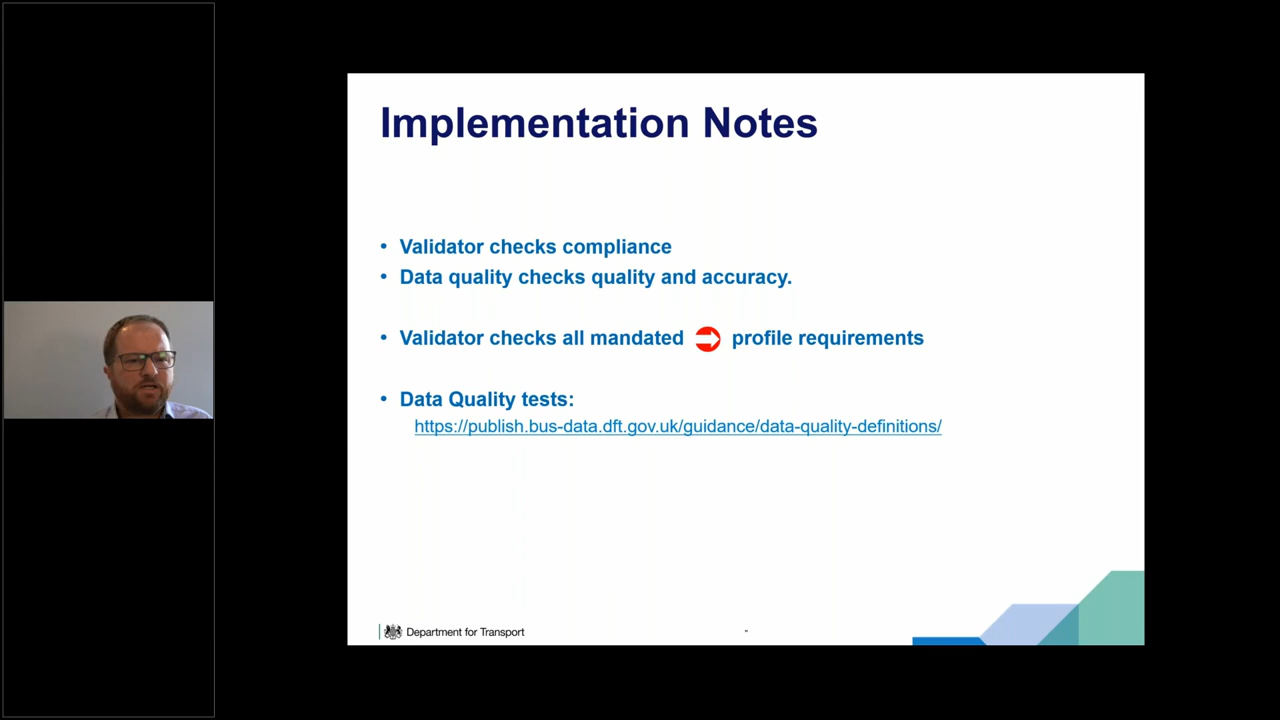 Implementation Notes
• Validator checks compliance
• Data quality checks quality and accuracy.
• Validator checks all mandated profile requirements
• Data Quality tests:
https://publish.bus-data.dft.gov.uk/guidance/data-quality-definitions/
Department for Transport